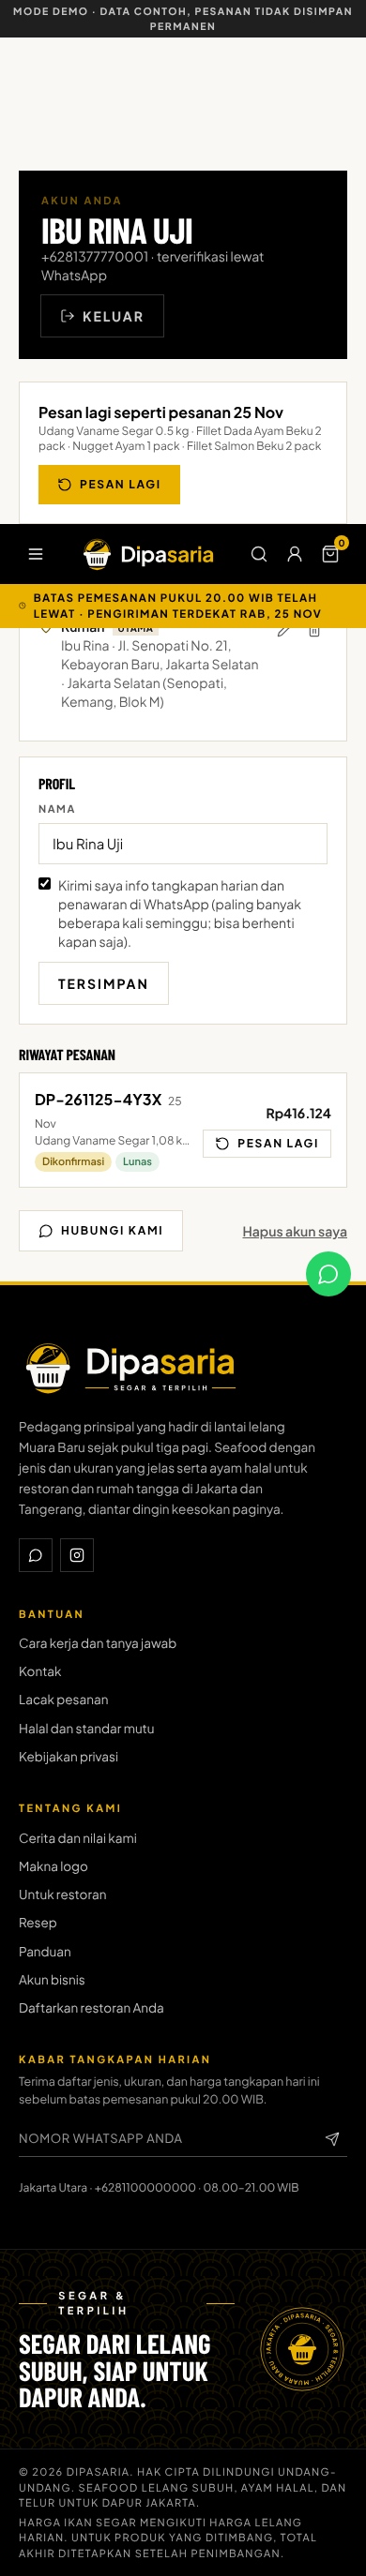 MODE DEMO · DATA CONTOH, PESANAN TIDAK DISIMPAN
PERMANEN
AKUN ANDA
IBU RINA UJI
+6281377770001 · terverifikasi lewat
WhatsApp
KELUAR
Pesan lagi seperti pesanan 25 Nov
Udang Vaname Segar 0.5 kg · Fillet Dada Ayam Beku 2
pack · Nugget Ayam 1 pack · Fillet Salmon Beku 2 pack
PESAN LAGI
Dipasaria
0
BATAS PEMESANAN PUKUL 20.00 WIB TELAH
LEWAT · PENGIRIMAN TERDEKAT RAB, 25 NOV
Rumah UTAMA
Ibu Rina · Jl. Senopati No. 21,
Kebayoran Baru, Jakarta Selatan
· Jakarta Selatan (Senopati,
Kemang, Blok M)
PROFIL
NAMA
Ibu Rina Uji
Kirimi saya info tangkapan harian dan
penawaran di WhatsApp (paling banyak
beberapa kali seminggu; bisa berhenti
kapan saja).
TERSIMPAN
RIWAYAT PESANAN
DP-261125-4Y3X 25
Nov
Udang Vaname Segar 1,08 k...
Dikonfirmasi Lunas
Rp416.124
PESAN LAGI
HUBUNGI KAMI
Hapus akun saya
Dipasaria
SEGAR & TERPILIH
Pedagang prinsipal yang hadir di lantai lelang
Muara Baru sejak pukul tiga pagi. Seafood dengan
jenis dan ukuran yang jelas serta ayam halal untuk
restoran dan rumah tangga di Jakarta dan
Tangerang, diantar dingin keesokan paginya.
BANTUAN
Cara kerja dan tanya jawab
Kontak
Lacak pesanan
Halal dan standar mutu
Kebijakan privasi
TENTANG KAMI
Cerita dan nilai kami
Makna logo
Untuk restoran
Resep
Panduan
Akun bisnis
Daftarkan restoran Anda
KABAR TANGKAPAN HARIAN
Terima daftar jenis, ukuran, dan harga tangkapan hari ini
sebelum batas pemesanan pukul 20.00 WIB.
NOMOR WHATSAPP ANDA
Jakarta Utara · +6281100000000 · 08.00–21.00 WIB
SEGAR &
TERPILIH
SEGAR DARI LELANG
SUBUH, SIAP UNTUK
DAPUR ANDA.
JAKARTA · DIPASARIA · SEGAR & TERPILIH · MUARA BARU ·
© 2026 DIPASARIA. HAK CIPTA DILINDUNGI UNDANG-
UNDANG. SEAFOOD LELANG SUBUH, AYAM HALAL, DAN
TELUR UNTUK DAPUR JAKARTA.
HARGA IKAN SEGAR MENGIKUTI HARGA LELANG
HARIAN. UNTUK PRODUK YANG DITIMBANG, TOTAL
AKHIR DITETAPKAN SETELAH PENIMBANGAN.